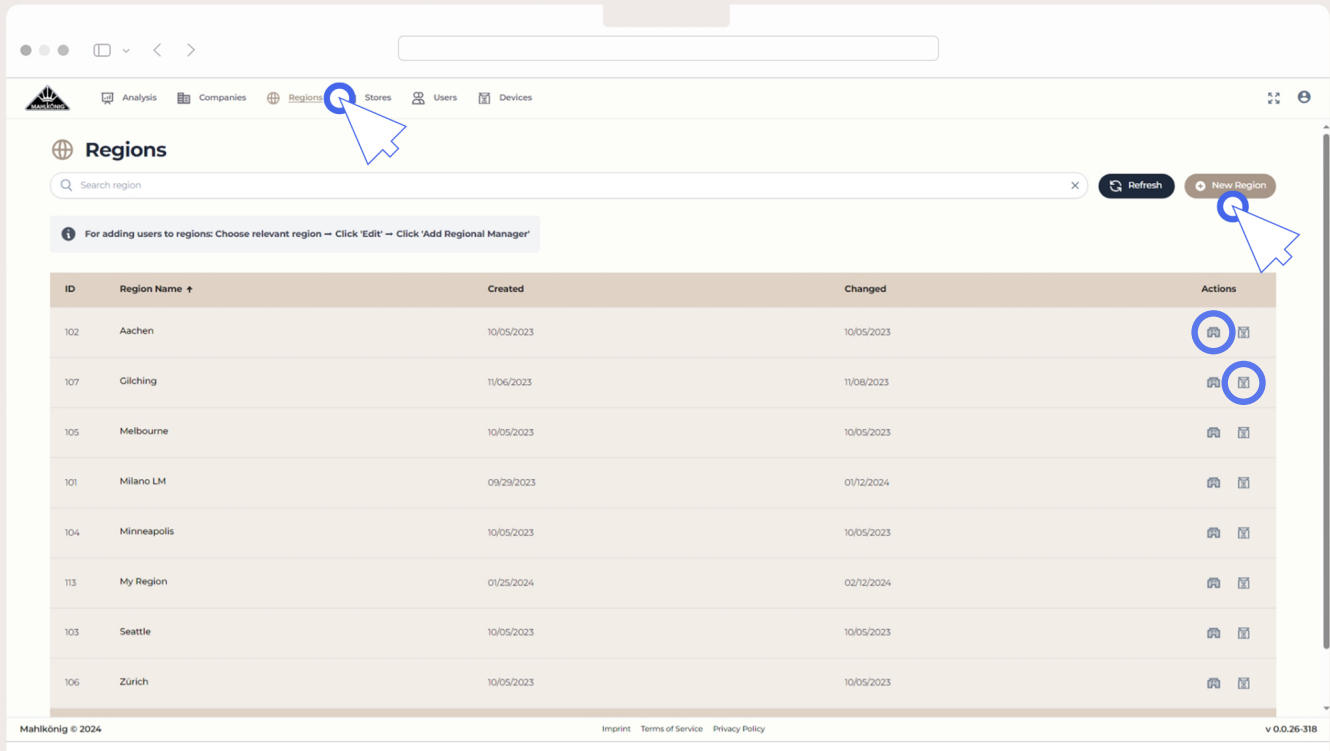 MAHLKÖNIG Analysis Companies Regions Stores Users Devices
Regions
Search region Refresh New Region
For adding users to regions: Choose relevant region → Click 'Edit' → Click 'Add Regional Manager'
ID Region Name ↑ Created Changed Actions
102 Aachen 10/05/2023 10/05/2023
107 Gilching 11/06/2023 11/08/2023
105 Melbourne 10/05/2023 10/05/2023
101 Milano LM 09/29/2023 01/12/2024
104 Minneapolis 10/05/2023 10/05/2023
113 My Region 01/25/2024 02/12/2024
103 Seattle 10/05/2023 10/05/2023
106 Zürich 10/05/2023 10/05/2023
Mahlkönig © 2024 Imprint Terms of Service Privacy Policy v 0.0.26-318